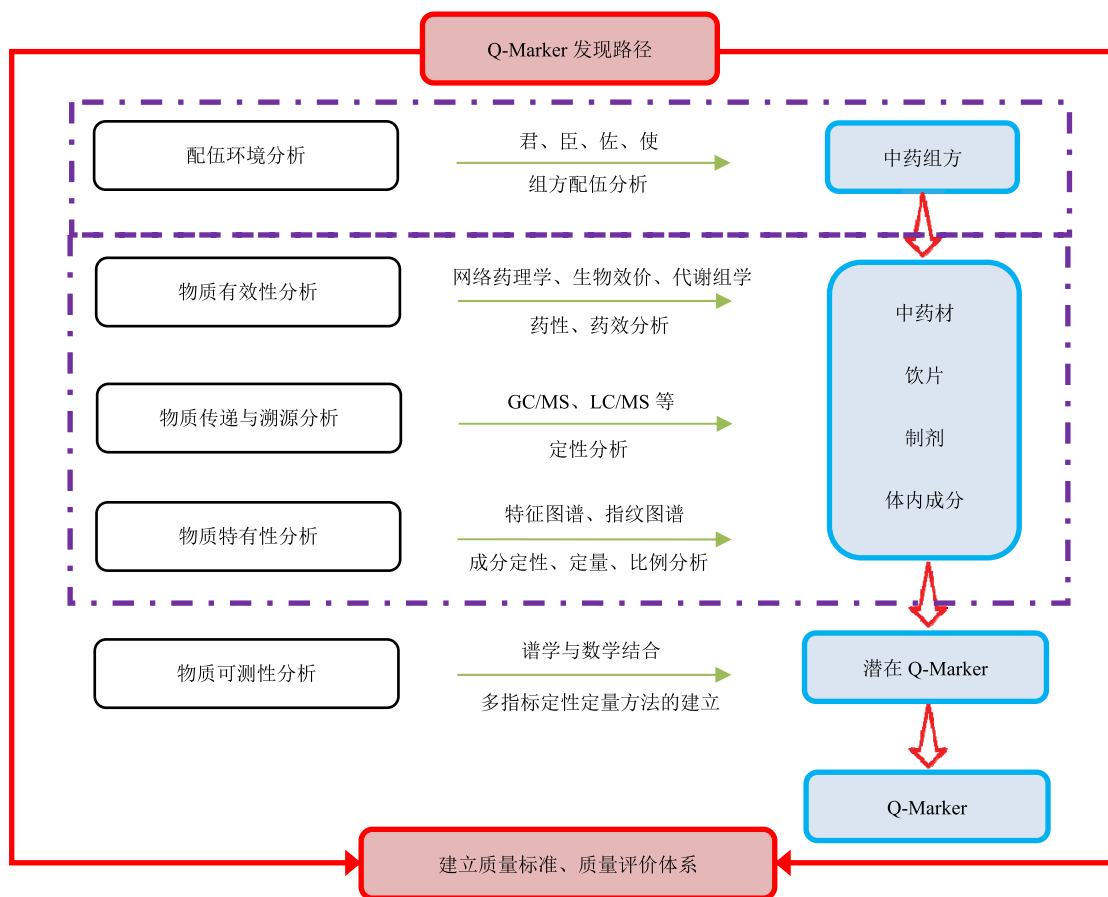 Q-Marker 发现路径
配伍环境分析
君、臣、佐、使
组方配伍分析
中药组方
物质有效性分析
网络药理学、生物效价、代谢组学
药性、药效分析
中药材
饮片
制剂
体内成分
物质传递与溯源分析
GC/MS、LC/MS 等
定性分析
物质特有性分析
特征图谱、指纹图谱
成分定性、定量、比例分析
物质可测性分析
谱学与数学结合
多指标定性定量方法的建立
潜在 Q-Marker
Q-Marker
建立质量标准、质量评价体系